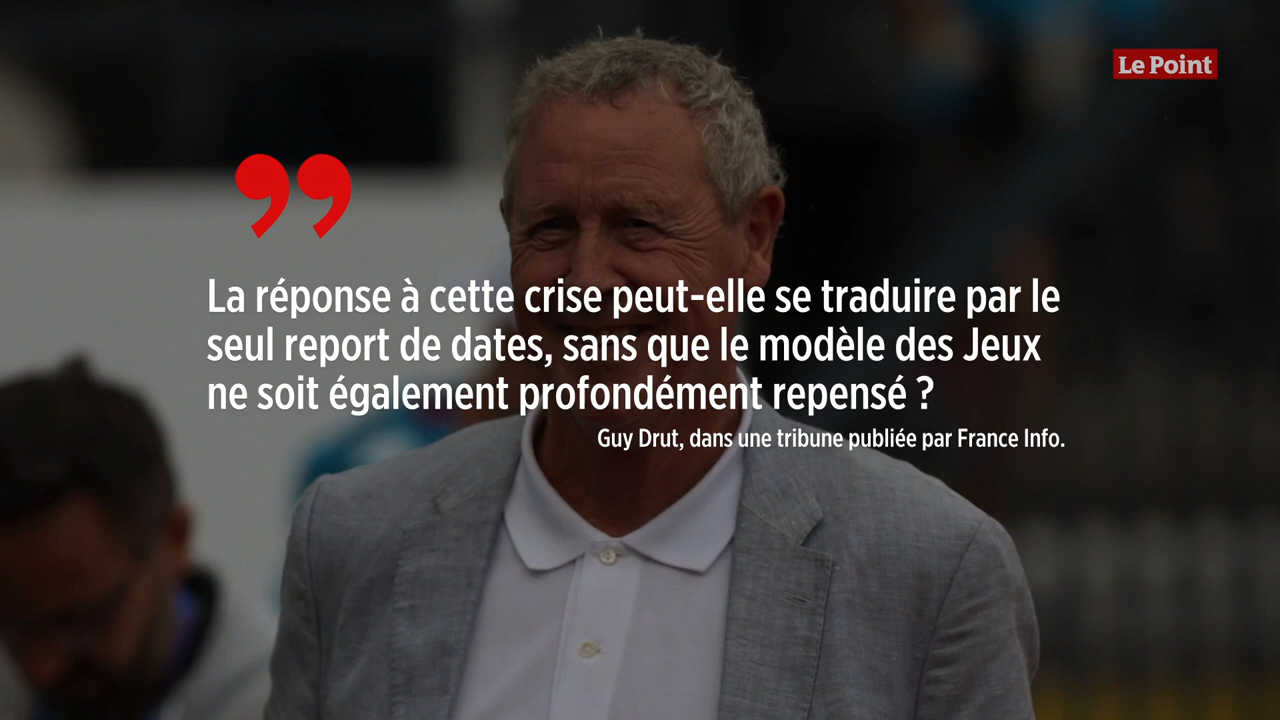 Le Point
”
La réponse à cette crise peut-elle se traduire par le
seul report de dates, sans que le modèle des Jeux
ne soit également profondément repensé ?
Guy Drut, dans une tribune publiée par France Info.